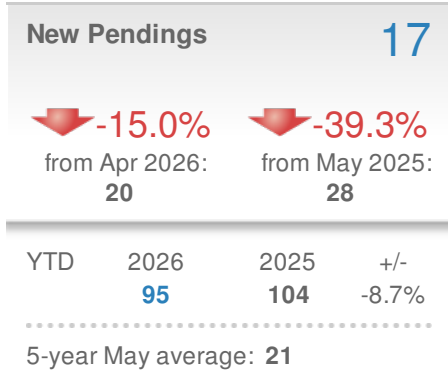 New Pendings 17
-15.0% -39.3%
from Apr 2026: from May 2025:
20 28
YTD 2026 2025 +/-
95 104 -8.7%
5-year May average: 21